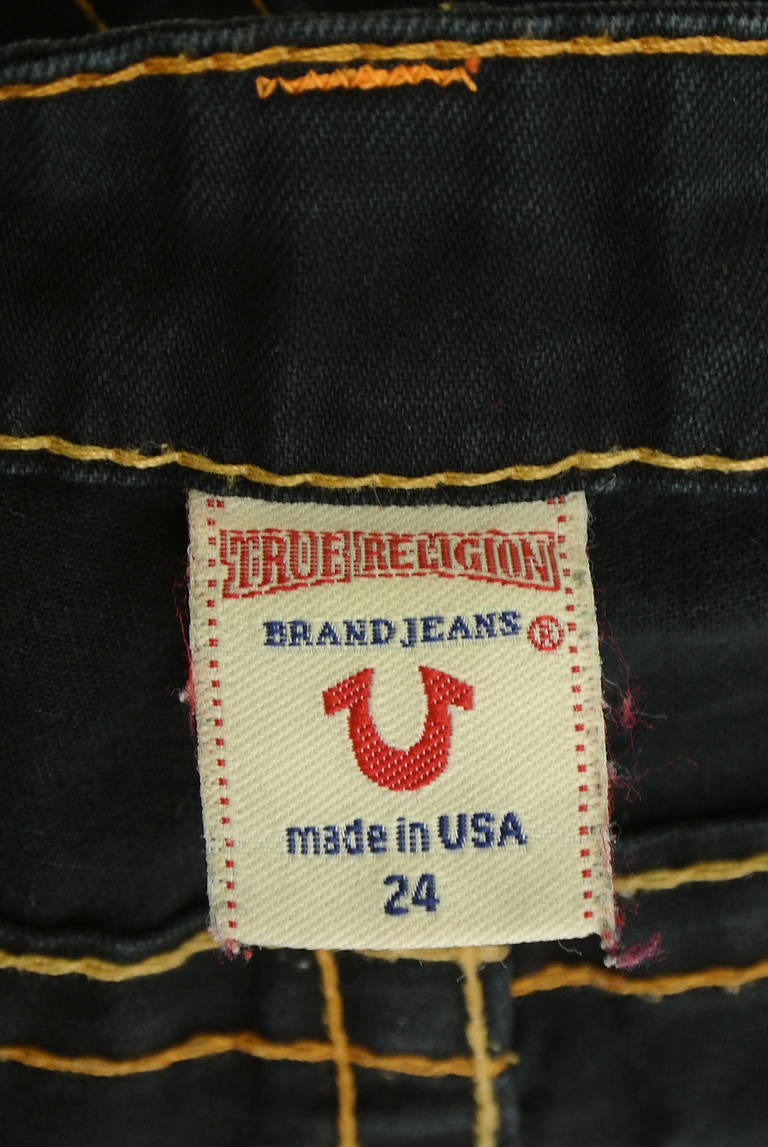 TRUE RELIGION
BRAND JEANS ®
made in USA
24